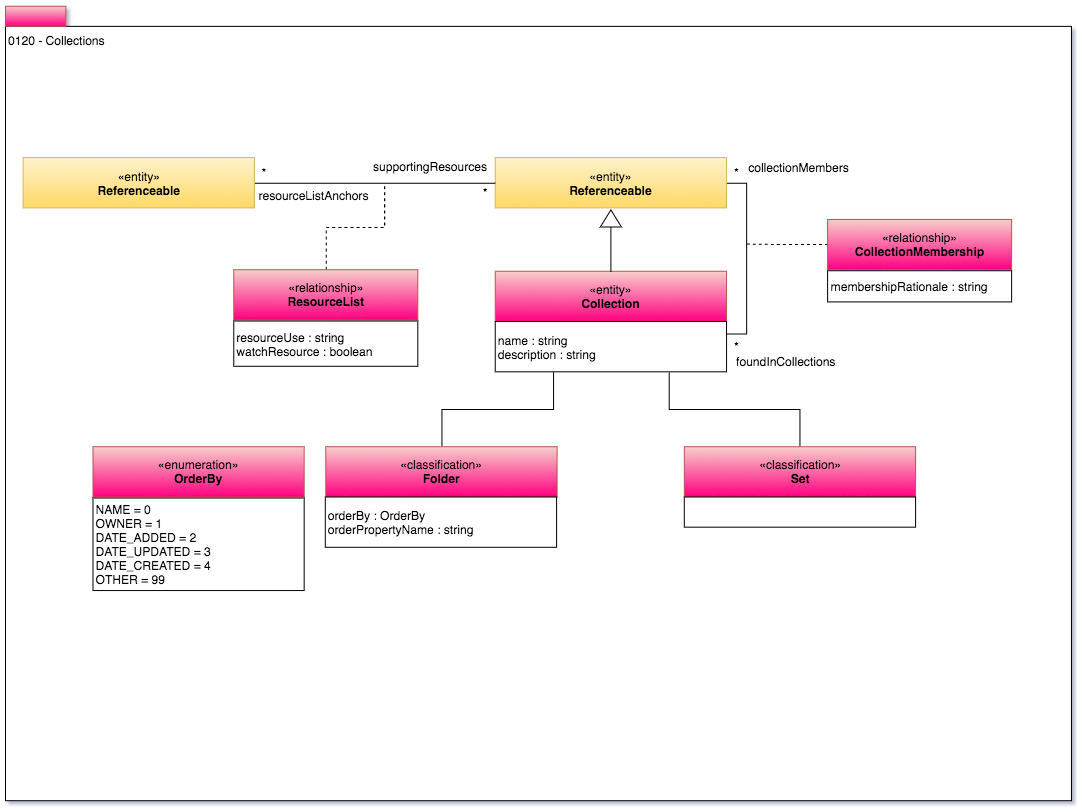 0120 - Collections
«entity»
Referenceable
*
resourceListAnchors
supportingResources
*
«entity»
Referenceable
*
collectionMembers
«relationship»
CollectionMembership
membershipRationale : string
«relationship»
ResourceList
resourceUse : string
watchResource : boolean
«entity»
Collection
name : string
description : string
*
foundInCollections
«enumeration»
OrderBy
NAME = 0
OWNER = 1
DATE_ADDED = 2
DATE_UPDATED = 3
DATE_CREATED = 4
OTHER = 99
«classification»
Folder
orderBy : OrderBy
orderPropertyName : string
«classification»
Set